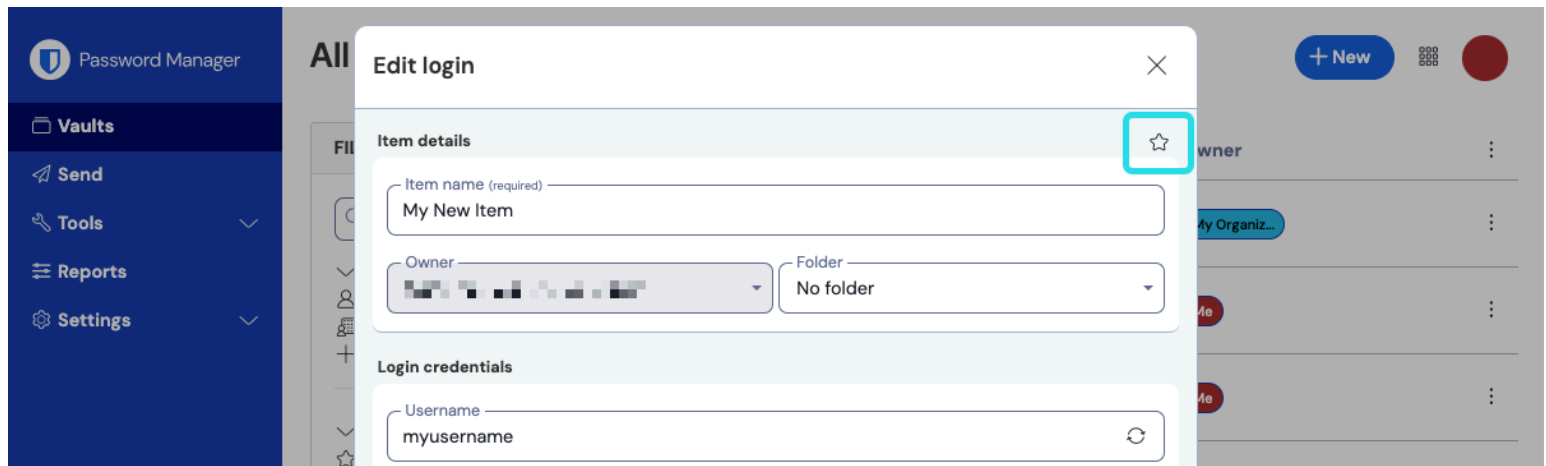 Password Manager
Vaults
Send
Tools
Reports
Settings
All
New
Edit login
FIL
Item details
wner
Item name (required)
My New Item
My Organiz...
Owner
Folder
No folder
Me
Login credentials
Username
myusername
Me